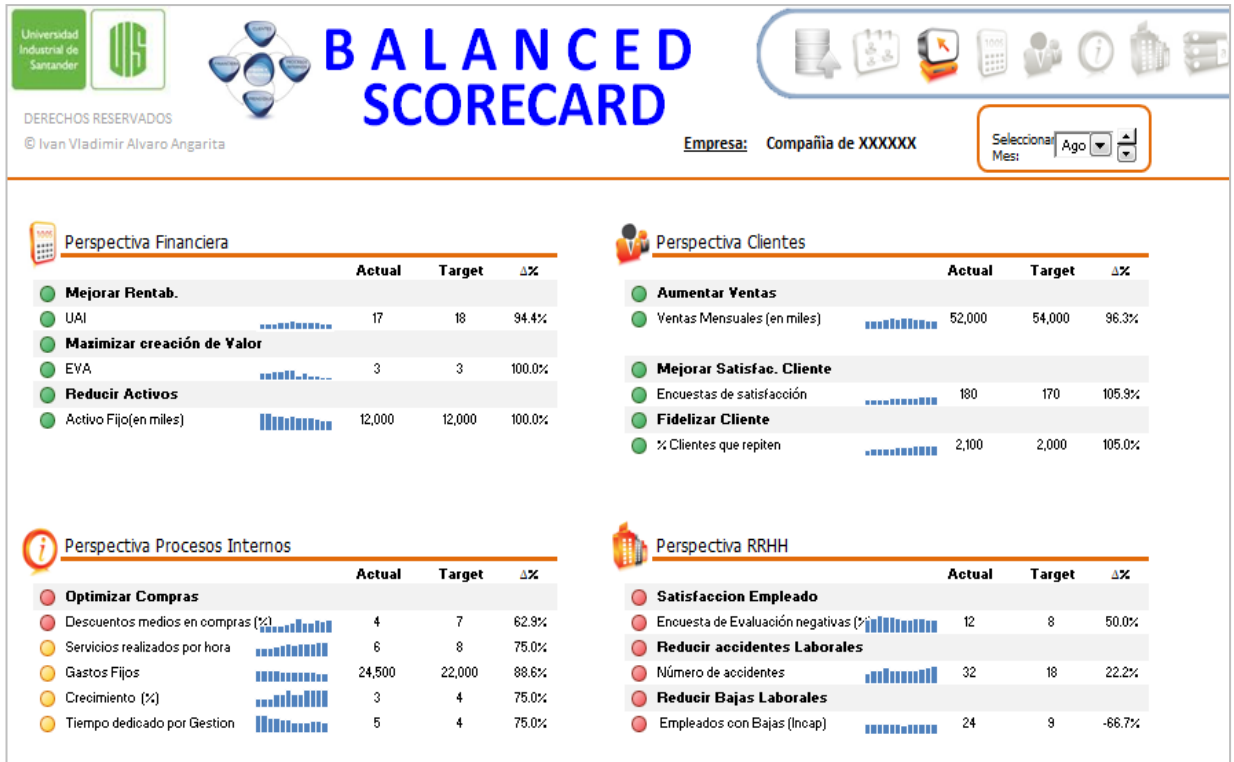 Universidad
Industrial de
Santander
UIS
BALANCED
SCORECARD
DERECHOS RESERVADOS
© Ivan Vladimir Alvaro Angarita
Empresa: Compañìa de XXXXXX
Seleccionar
Mes: Ago
Perspectiva Financiera
Actual Target Δ%
Mejorar Rentab.
UAI 17 18 94.4%
Maximizar creación de Valor
EVA 3 3 100.0%
Reducir Activos
Activo Fijo(en miles) 12,000 12,000 100.0%
Perspectiva Clientes
Actual Target Δ%
Aumentar Ventas
Ventas Mensuales (en miles) 52,000 54,000 96.3%
Mejorar Satisfac. Cliente
Encuestas de satisfacción 180 170 105.9%
Fidelizar Cliente
% Clientes que repiten 2,100 2,000 105.0%
Perspectiva Procesos Internos
Actual Target Δ%
Optimizar Compras
Descuentos medios en compras (%) 4 7 62.9%
Servicios realizados por hora 6 8 75.0%
Gastos Fijos 24,500 22,000 88.6%
Crecimiento (%) 3 4 75.0%
Tiempo dedicado por Gestion 5 4 75.0%
Perspectiva RRHH
Actual Target Δ%
Satisfaccion Empleado
Encuesta de Evaluación negativas (% 12 8 50.0%
Reducir accidentes Laborales
Número de accidentes 32 18 22.2%
Reducir Bajas Laborales
Empleados con Bajas (Incap) 24 9 -66.7%